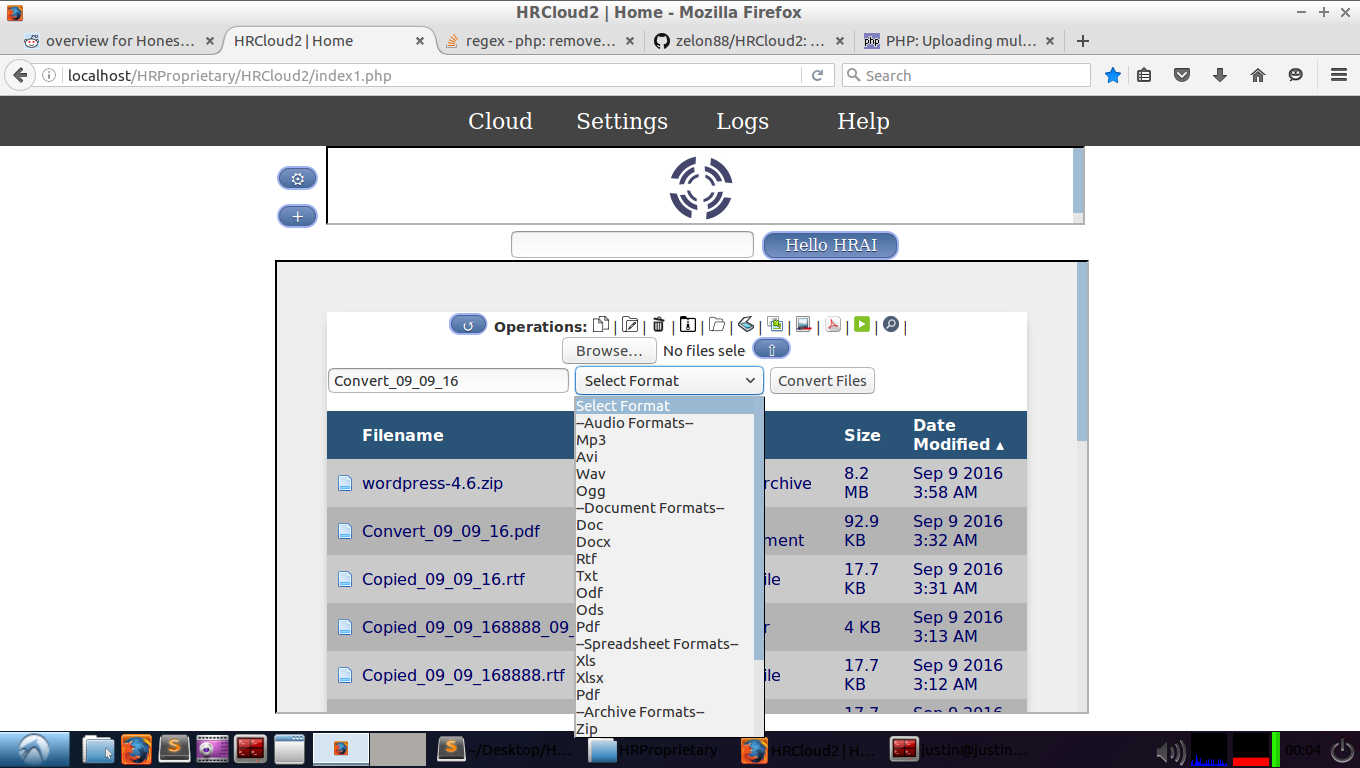 HRCloud2 | Home - Mozilla Firefox
overview for Hones…
HRCloud2 | Home
regex - php: remove…
zelon88/HRCloud2: …
php PHP: Uploading mul…
localhost/HRProprietary/HRCloud2/index1.php
Search
Cloud Settings Logs Help
Hello HRAI
Operations: | | | | | | | | | | |
Browse… No files sele
Convert_09_09_16 Select Format Convert Files
Select Format
--Audio Formats--
Mp3
Avi
Wav
Ogg
--Document Formats--
Doc
Docx
Rtf
Txt
Odf
Ods
Pdf
--Spreadsheet Formats--
Xls
Xlsx
Pdf
--Archive Formats--
Zip
Filename Size Date
Modified ▲
wordpress-4.6.zip rchive 8.2
MB Sep 9 2016
3:58 AM
Convert_09_09_16.pdf ment 92.9
KB Sep 9 2016
3:32 AM
Copied_09_09_16.rtf ile 17.7
KB Sep 9 2016
3:31 AM
Copied_09_09_168888_09_ r 4 KB Sep 9 2016
3:13 AM
Copied_09_09_168888.rtf ile 17.7
KB Sep 9 2016
3:12 AM
17.7 Sep 9 2016
~/Desktop/H…
HRProprietary
HRCloud2 | H…
justin@justin…
00:04